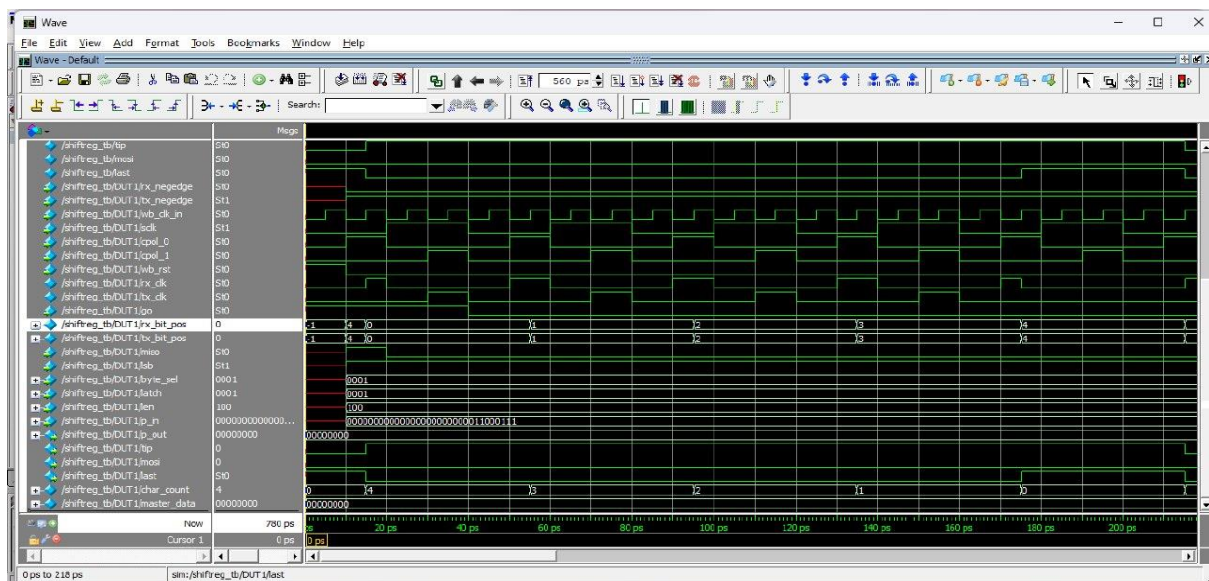 Wave
File Edit View Add Format Tools Bookmarks Window Help
Wave - Default
560 ps
Search:
Msgs
/shiftreg_tb/tip St0
/shiftreg_tb/mosi St0
/shiftreg_tb/last St0
/shiftreg_tb/DUT1/rx_negedge St0
/shiftreg_tb/DUT1/tx_negedge St1
/shiftreg_tb/DUT1/wb_clk_in St0
/shiftreg_tb/DUT1/sclk St1
/shiftreg_tb/DUT1/cpol_0 St0
/shiftreg_tb/DUT1/cpol_1 St0
/shiftreg_tb/DUT1/wb_rst St0
/shiftreg_tb/DUT1/rx_clk St0
/shiftreg_tb/DUT1/tx_clk St0
/shiftreg_tb/DUT1/go St0
/shiftreg_tb/DUT1/rx_bit_pos 0 -1 4 0 1 2 3 4
/shiftreg_tb/DUT1/tx_bit_pos 0 -1 4 0 1 2 3 4
/shiftreg_tb/DUT1/miso St0
/shiftreg_tb/DUT1/lsb St1
/shiftreg_tb/DUT1/byte_sel 0001 0001
/shiftreg_tb/DUT1/latch 0001 0001
/shiftreg_tb/DUT1/len 100 100
/shiftreg_tb/DUT1/p_in 0000000000000... 00000000000000000000000011000111
/shiftreg_tb/DUT1/p_out 00000000 00000000
/shiftreg_tb/DUT1/tip 0
/shiftreg_tb/DUT1/mosi 0
/shiftreg_tb/DUT1/last St0
/shiftreg_tb/DUT1/char_count 4 0 4 3 2 1 0
/shiftreg_tb/DUT1/master_data 00000000 00000000
Now 780 ps 20 ps 40 ps 60 ps 80 ps 100 ps 120 ps 140 ps 160 ps 180 ps 200 ps
Cursor 1 0 ps 0 ps
0 ps to 218 ps sim:/shiftreg_tb/DUT1/last